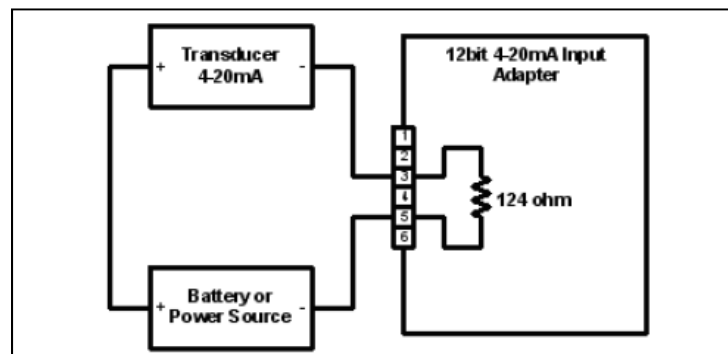 Transducer
4-20mA
+
-
12bit 4-20mA Input
Adapter
1
2
3
4
5
6
124 ohm
Battery or
Power Source
+
-